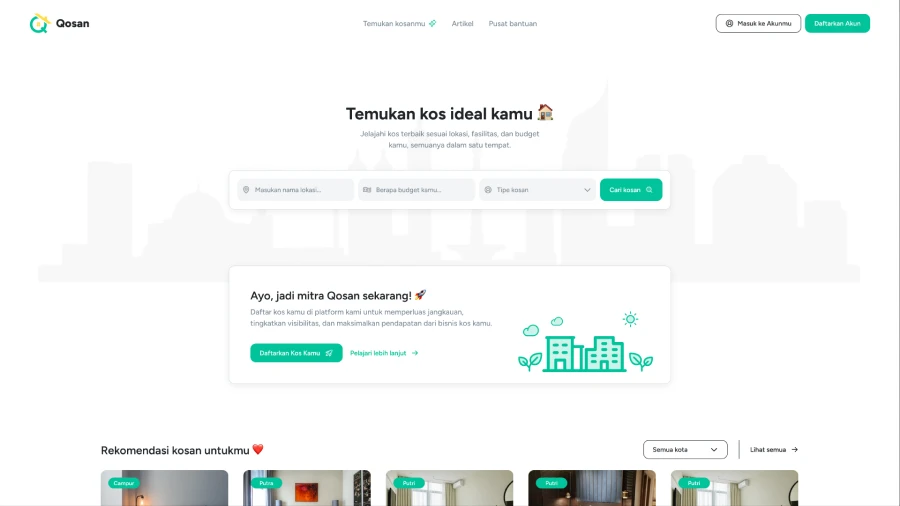 Qosan
Temukan kosanmu
Artikel
Pusat bantuan
Masuk ke Akunmu
Daftarkan Akun
Temukan kos ideal kamu
Jelajahi kos terbaik sesuai lokasi, fasilitas, dan budget
kamu, semuanya dalam satu tempat.
Masukan nama lokasi...
Berapa budget kamu...
Tipe kosan
Cari kosan
Ayo, jadi mitra Qosan sekarang! 🚀
Daftar kos kamu di platform kami untuk memperluas jangkauan,
tingkatkan visibilitas, dan maksimalkan pendapatan dari bisnis kos kamu.
Daftarkan Kos Kamu
Pelajari lebih lanjut →
Rekomendasi kosan untukmu ❤️
Semua kota
Lihat semua →
Campur
Putra
Putri
Putri
Putri